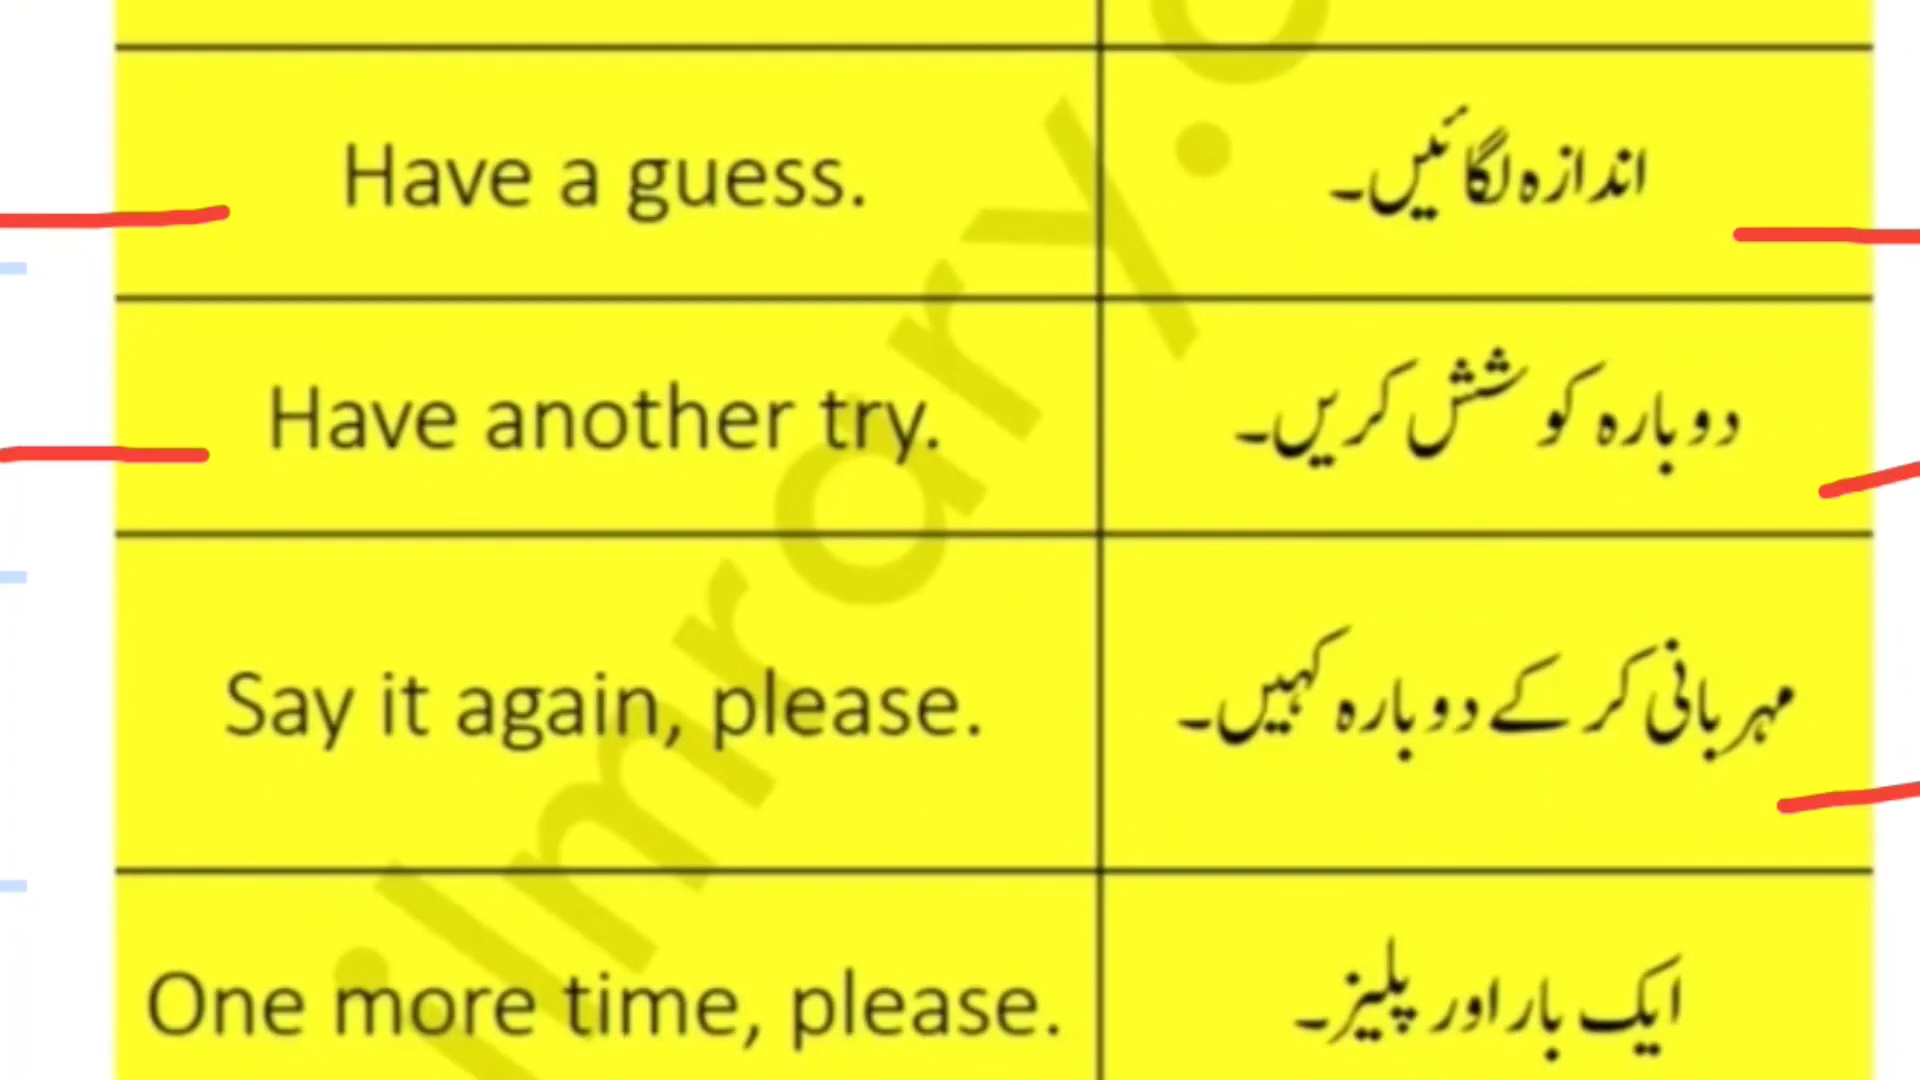 Have a guess.
اندازہ لگائیں۔
Have another try.
دوبارہ کوشش کریں۔
Say it again, please.
مہربانی کر کے دوبارہ کہیں۔
One more time, please.
ایک بار اور پلیز۔
ilmrary.c